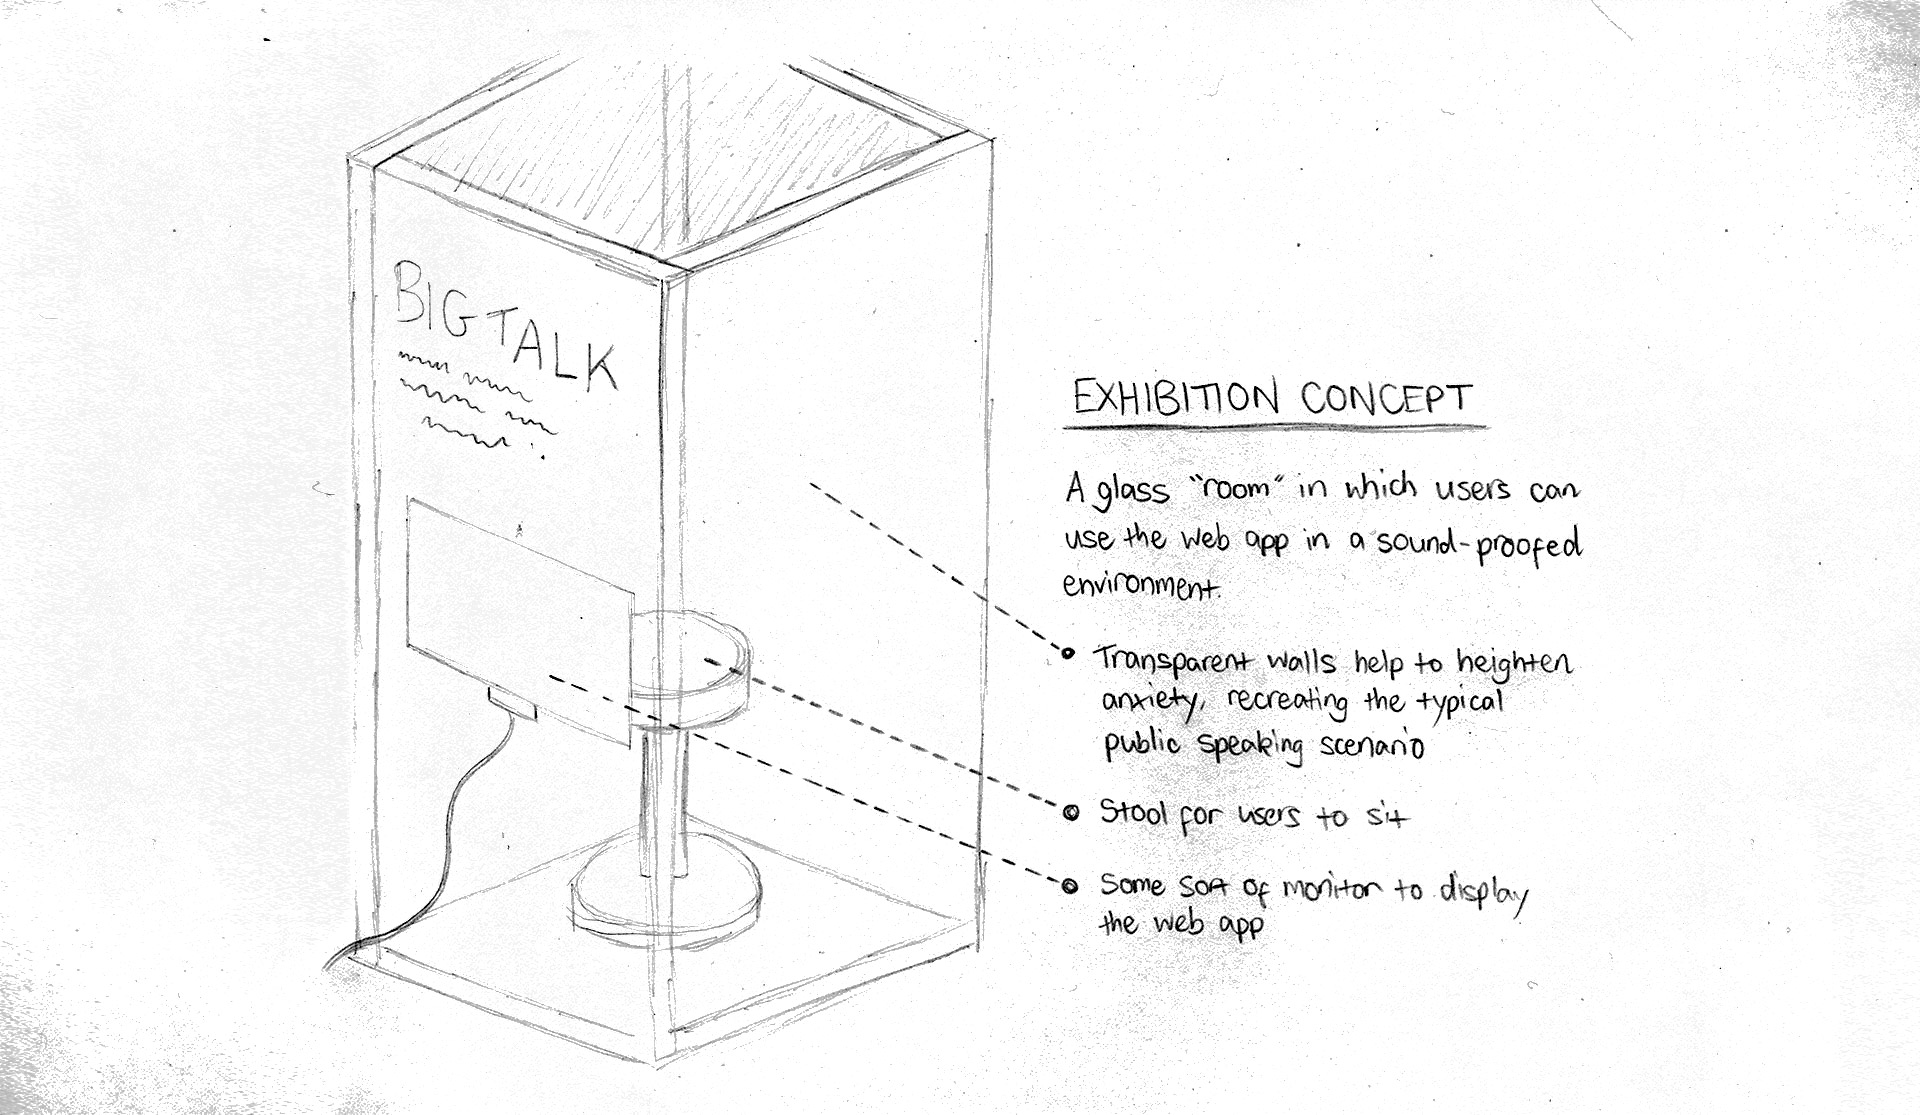 BIG TALK
EXHIBITION CONCEPT
A glass "room" in which users can
use the web app in a sound-proofed
environment.
Transparent walls help to heighten
anxiety, recreating the typical
public speaking scenario
Stool for users to sit
Some sort of monitor to display
the web app